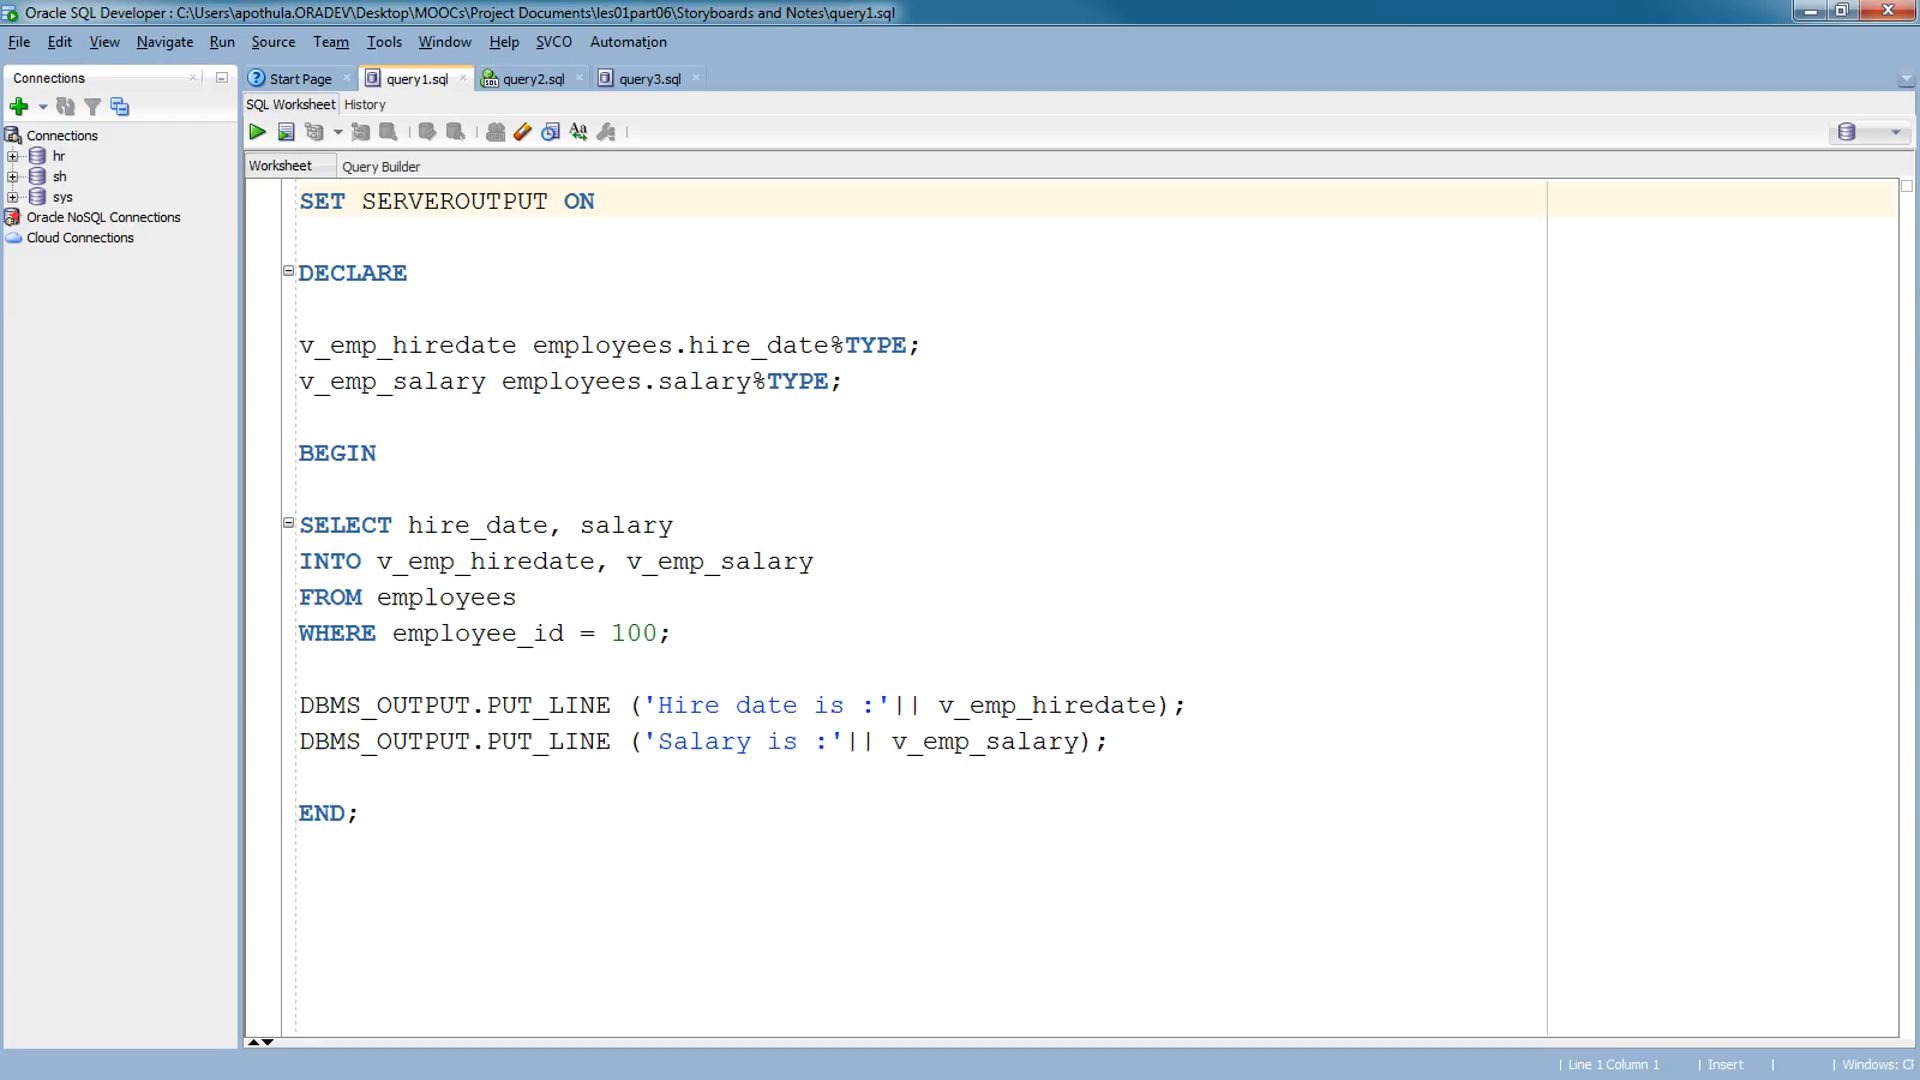 Oracle SQL Developer : C:\Users\apothula.ORADEV\Desktop\MOOCs\Project Documents\les01part06\Storyboards and Notes\query1.sql
File Edit View Navigate Run Source Team Tools Window Help SVCO Automation
Connections
Start Page query1.sql query2.sql query3.sql
SQL Worksheet History
Connections
hr
sh
sys
Oracle NoSQL Connections
Cloud Connections
Worksheet Query Builder
SET SERVEROUTPUT ON
DECLARE
v_emp_hiredate employees.hire_date%TYPE;
v_emp_salary employees.salary%TYPE;
BEGIN
SELECT hire_date, salary
INTO v_emp_hiredate, v_emp_salary
FROM employees
WHERE employee_id = 100;
DBMS_OUTPUT.PUT_LINE ('Hire date is :'|| v_emp_hiredate);
DBMS_OUTPUT.PUT_LINE ('Salary is :'|| v_emp_salary);
END;
Line 1 Column 1 | Insert | Windows: